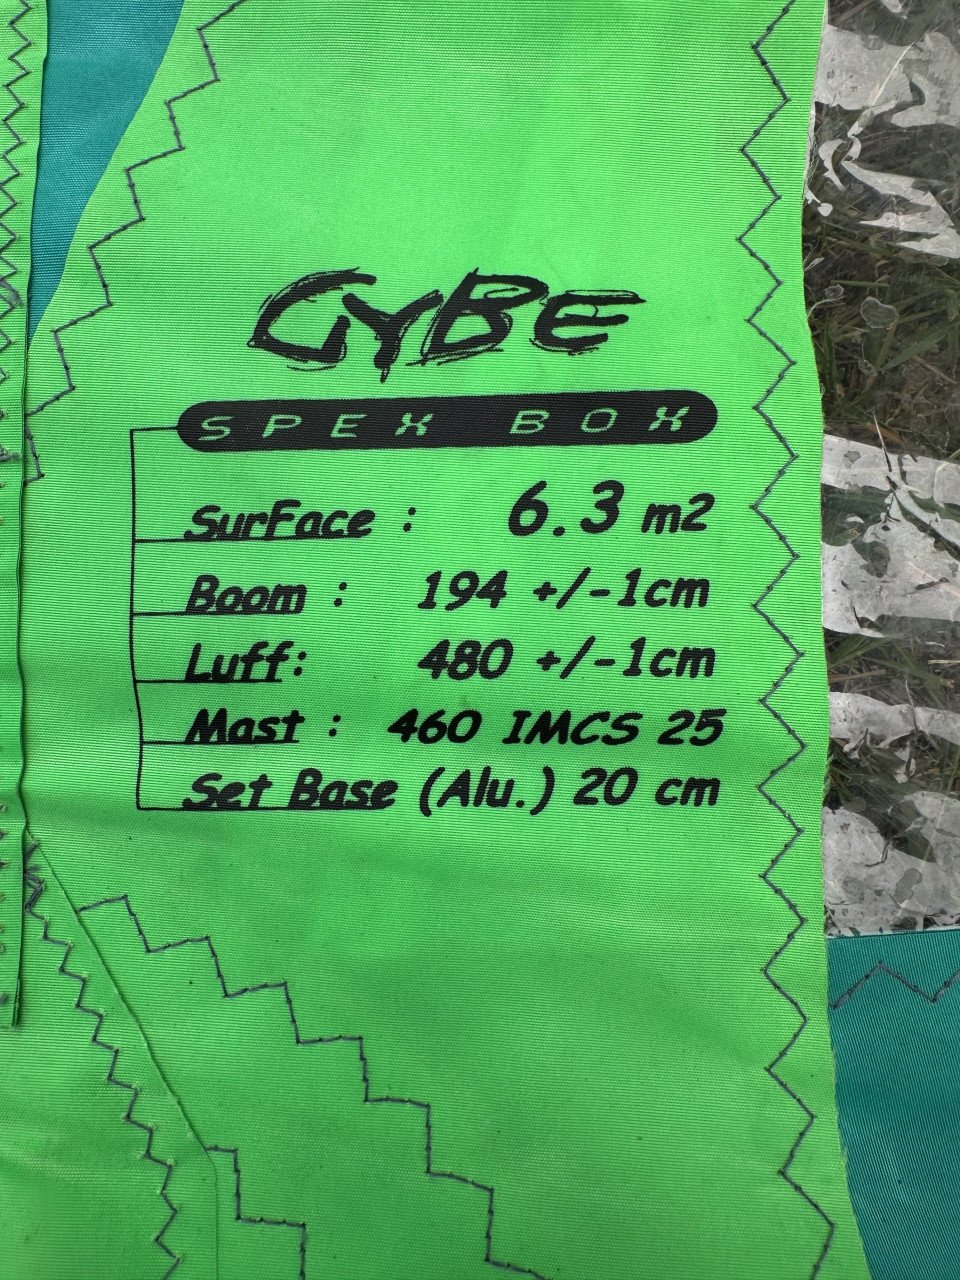 GYBE
SPEX BOX
Surface : 6.3 m2
Boom : 194 +/-1cm
Luff: 480 +/-1cm
Mast : 460 IMCS 25
Set Base (Alu.) 20 cm